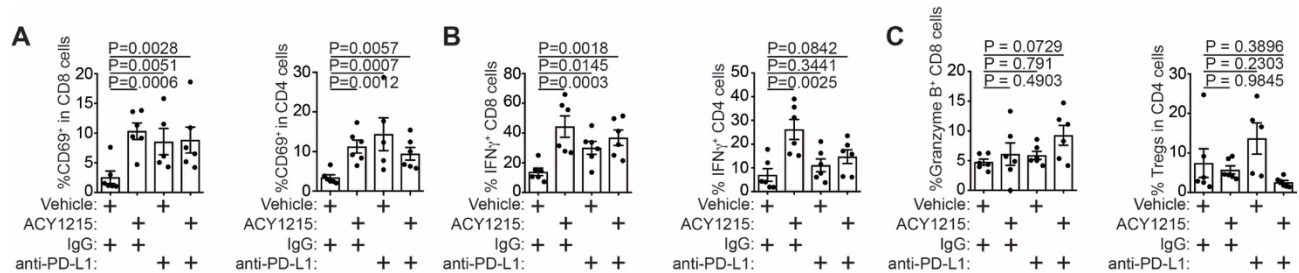 A
P=0.0028
P=0.0051
P=0.0006
%CD69⁺ in CD8 cells
20
15
10
5
0
P=0.0057
P=0.0007
P=0.0012
%CD69⁺ in CD4 cells
30
20
10
0
B
P=0.0018
P=0.0145
P=0.0003
% IFNγ⁺ CD8 cells
80
60
40
20
0
P=0.0842
P=0.3441
P=0.0025
% IFNγ⁺ CD4 cells
50
40
30
20
10
0
C
P = 0.0729
P = 0.791
P = 0.4903
%Granzyme B⁺ CD8 cells
20
15
10
5
0
P = 0.3896
P = 0.2303
P = 0.9845
% Tregs in CD4 cells
30
20
10
0
Vehicle: +
ACY1215: + +
IgG: + +
anti-PD-L1: + +
Vehicle: + +
ACY1215: + +
IgG: + +
anti-PD-L1: + +
Vehicle: +
ACY1215: + +
IgG: + +
anti-PD-L1: + +
Vehicle: + +
ACY1215: + +
IgG: + +
anti-PD-L1: + +
Vehicle: + +
ACY1215: + +
IgG: + +
anti-PD-L1: + +
Vehicle: + +
ACY1215: + +
IgG: + +
anti-PD-L1: + +